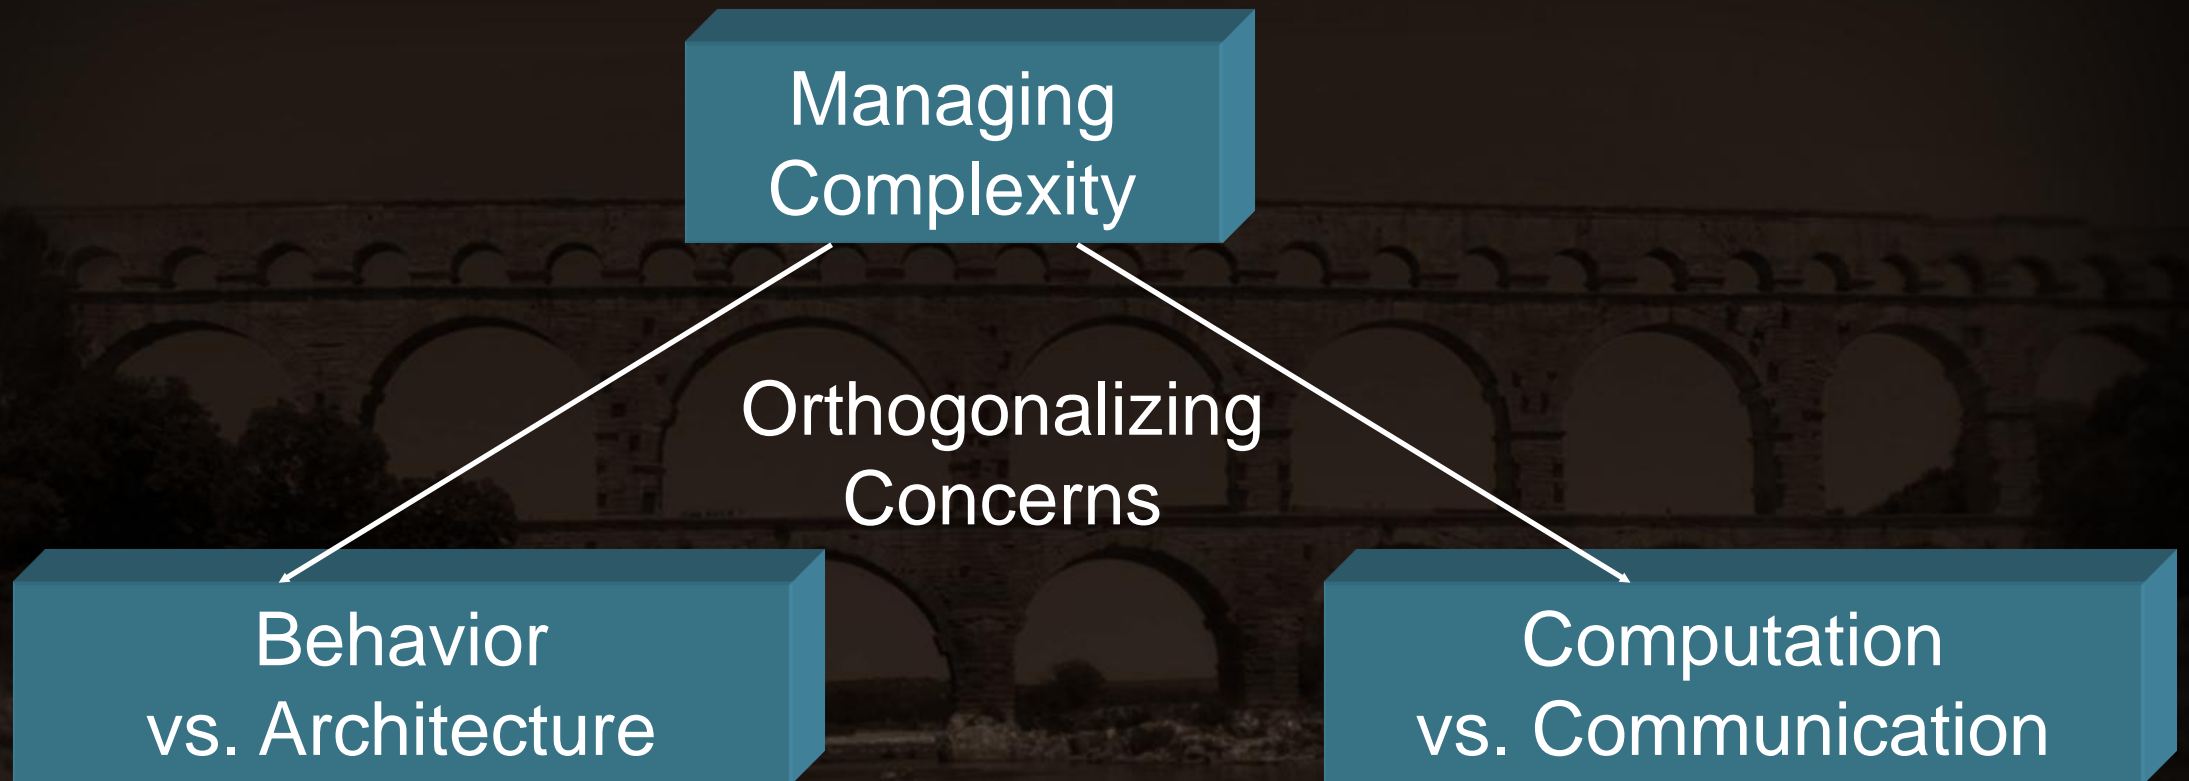 Managing
Complexity
Orthogonalizing
Concerns
Behavior
vs. Architecture
Computation
vs. Communication